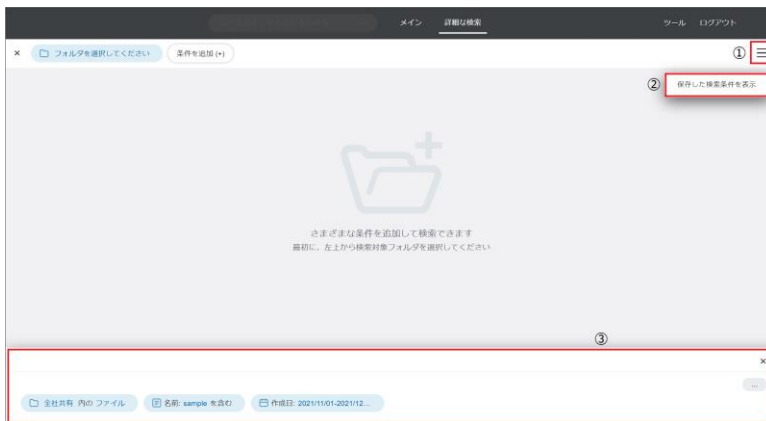 メイン 詳細な検索 ツール ログアウト
× フォルダを選択してください 条件を追加 (+) ①
② 保存した検索条件を表示
さまざまな条件を追加して検索できます
最初に、左上から検索対象フォルダを選択してください
③
×
...
全社共有 内の ファイル 名前: sample を含む 作成日: 2021/11/01-2021/12...